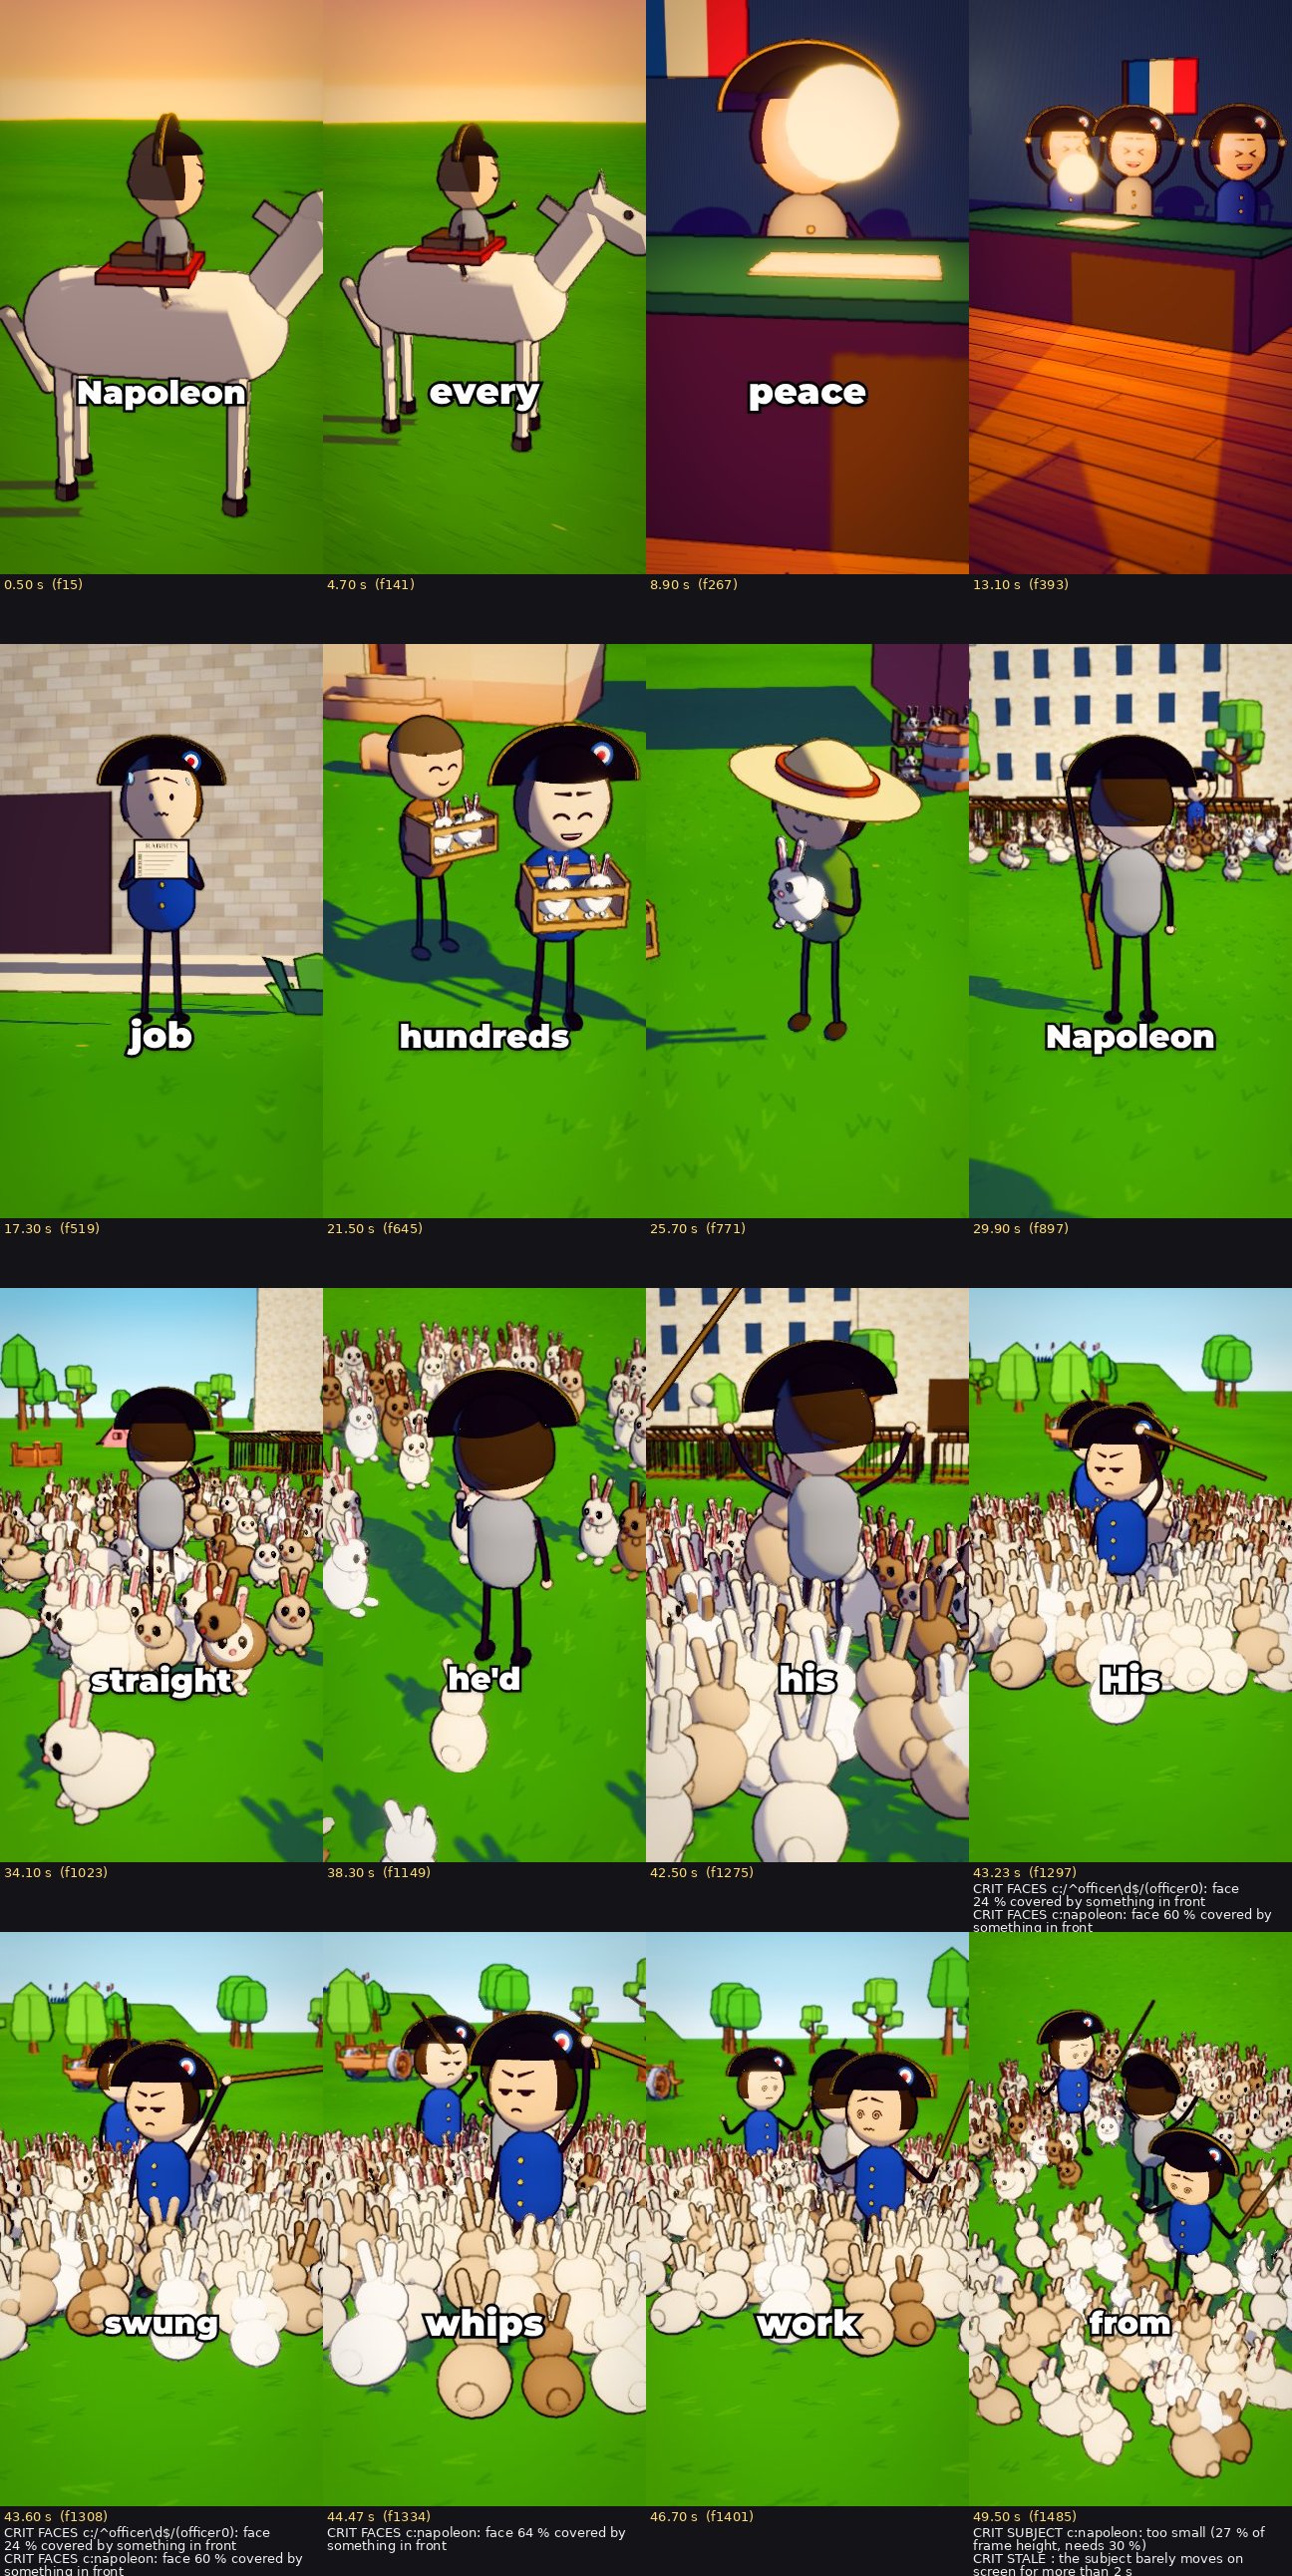 Napoleon
every
peace
0.50 s (f15)
4.70 s (f141)
8.90 s (f267)
13.10 s (f393)
RABBITS
job
hundreds
Napoleon
17.30 s (f519)
21.50 s (f645)
25.70 s (f771)
29.90 s (f897)
straight
he'd
his
His
34.10 s (f1023)
38.30 s (f1149)
42.50 s (f1275)
43.23 s (f1297)
CRIT FACES c:/^officer\d$/(officer0): face
24 % covered by something in front
CRIT FACES c:napoleon: face 60 % covered by
something in front
swung
whips
work
from
43.60 s (f1308)
CRIT FACES c:/^officer\d$/(officer0): face
24 % covered by something in front
CRIT FACES c:napoleon: face 60 % covered by
something in front
44.47 s (f1334)
CRIT FACES c:napoleon: face 64 % covered by
something in front
46.70 s (f1401)
49.50 s (f1485)
CRIT SUBJECT c:napoleon: too small (27 % of
frame height, needs 30 %)
CRIT STALE : the subject barely moves on
screen for more than 2 s